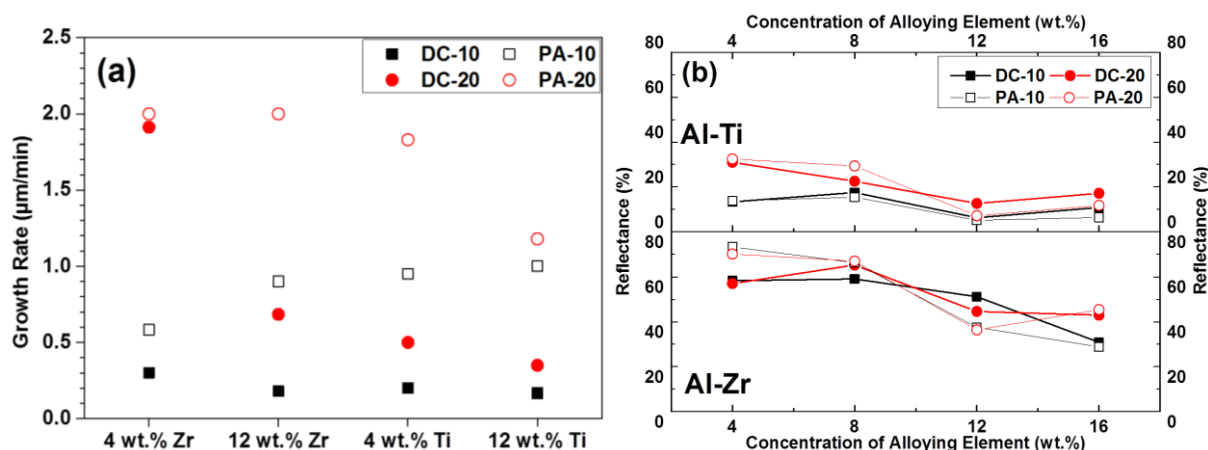 (a)
DC-10 PA-10
DC-20 PA-20
Growth Rate (µm/min)
2.5
2.0
1.5
1.0
0.5
0.0
4 wt.% Zr 12 wt.% Zr 4 wt.% Ti 12 wt.% Ti
Concentration of Alloying Element (wt.%)
4 8 12 16
(b)
DC-10 DC-20
PA-10 PA-20
Al-Ti
80 80
60 60
40 40
20 20
0 0
Reflectance (%)
Reflectance (%)
80 80
60 60
40 40
20 20
0 0
Al-Zr
4 8 12 16
Concentration of Alloying Element (wt.%)